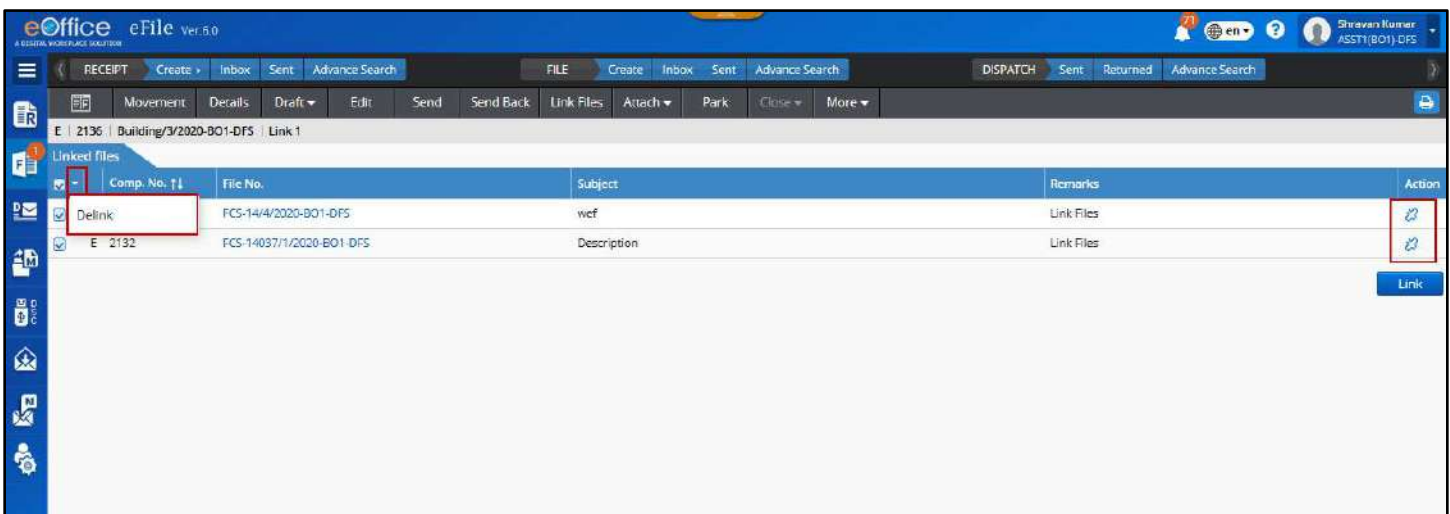 eOffice eFile Ver.6.0
A DIGITAL WORKPLACE SOLUTION
71
en
?
Shravan Kumar
ASST1(BO1)-DFS
RECEIPT Create Inbox Sent Advance Search FILE Create Inbox Sent Advance Search DISPATCH Sent Returned Advance Search
Movement Details Draft Edit Send Send Back Link Files Attach Park Close More
E | 2136 | Building/3/2020-BO1-DFS | Link 1
Linked files
Comp. No. File No. Subject Remarks Action
Delink FCS-14/4/2020-BO1-DFS wef Link Files
E 2132 FCS-14037/1/2020-BO1-DFS Description Link Files
Link
R
F 1
D
M
DSC
N